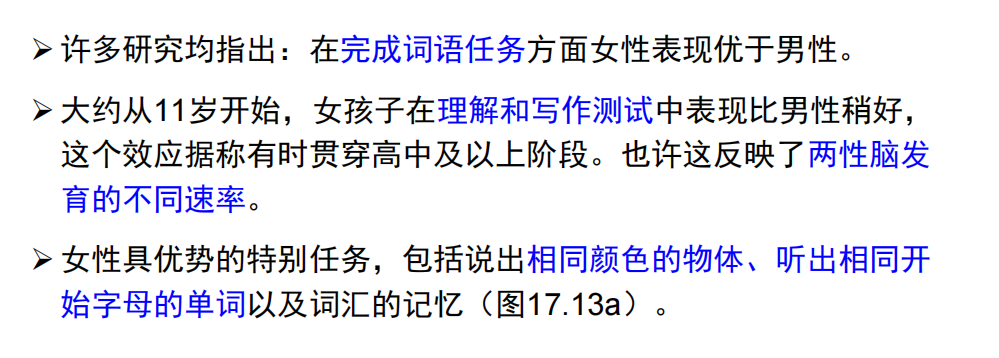 ➢ 许多研究均指出：在完成词语任务方面女性表现优于男性。
➢ 大约从11岁开始，女孩子在理解和写作测试中表现比男性稍好，
这个效应据称有时贯穿高中及以上阶段。也许这反映了两性脑发
育的不同速率。
➢ 女性具优势的特别任务，包括说出相同颜色的物体、听出相同开
始字母的单词以及词汇的记忆（图17.13a）。